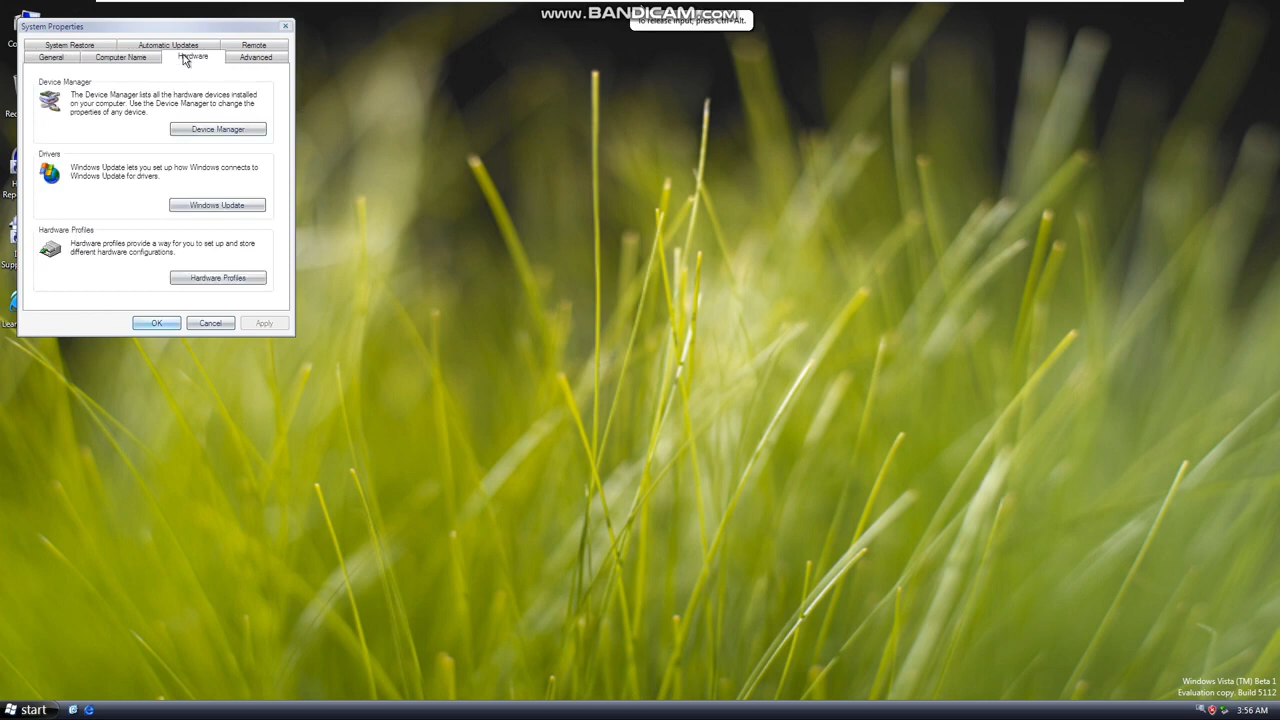 www.BANDICAM.com
To release input, press Ctrl+Alt.
System Properties
System Restore
Automatic Updates
Remote
General
Computer Name
Hardware
Advanced
Device Manager
The Device Manager lists all the hardware devices installed
on your computer. Use the Device Manager to change the
properties of any device.
Device Manager
Drivers
Windows Update lets you set up how Windows connects to
Windows Update for drivers.
Windows Update
Hardware Profiles
Hardware profiles provide a way for you to set up and store
different hardware configurations.
Hardware Profiles
OK
Cancel
Apply
Windows Vista (TM) Beta 1
Evaluation copy. Build 5112
start
3:56 AM